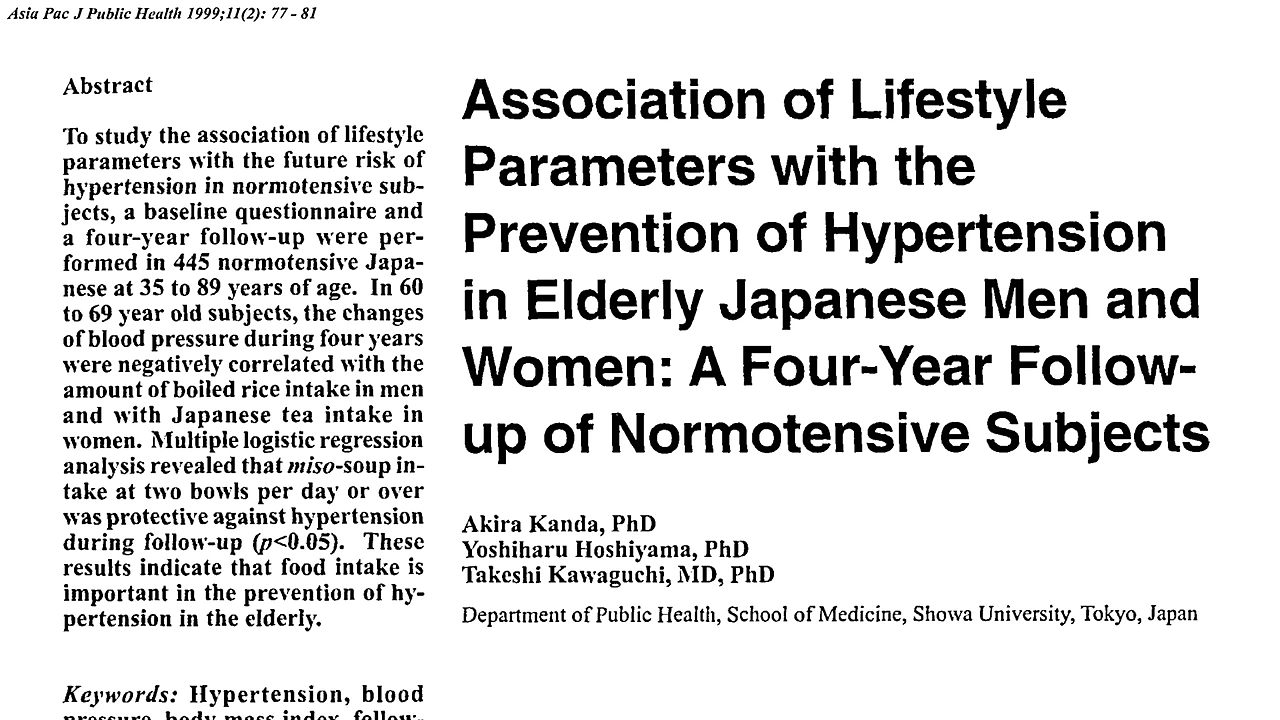 Asia Pac J Public Health 1999;11(2): 77 - 81
Abstract
To study the association of lifestyle
parameters with the future risk of
hypertension in normotensive sub-
jects, a baseline questionnaire and
a four-year follow-up were per-
formed in 445 normotensive Japa-
nese at 35 to 89 years of age. In 60
to 69 year old subjects, the changes
of blood pressure during four years
were negatively correlated with the
amount of boiled rice intake in men
and with Japanese tea intake in
women. Multiple logistic regression
analysis revealed that miso-soup in-
take at two bowls per day or over
was protective against hypertension
during follow-up (p<0.05). These
results indicate that food intake is
important in the prevention of hy-
pertension in the elderly.
Keywords: Hypertension, blood
pressure, body mass index, follow-
Association of Lifestyle
Parameters with the
Prevention of Hypertension
in Elderly Japanese Men and
Women: A Four-Year Follow-
up of Normotensive Subjects
Akira Kanda, PhD
Yoshiharu Hoshiyama, PhD
Takeshi Kawaguchi, MD, PhD
Department of Public Health, School of Medicine, Showa University, Tokyo, Japan